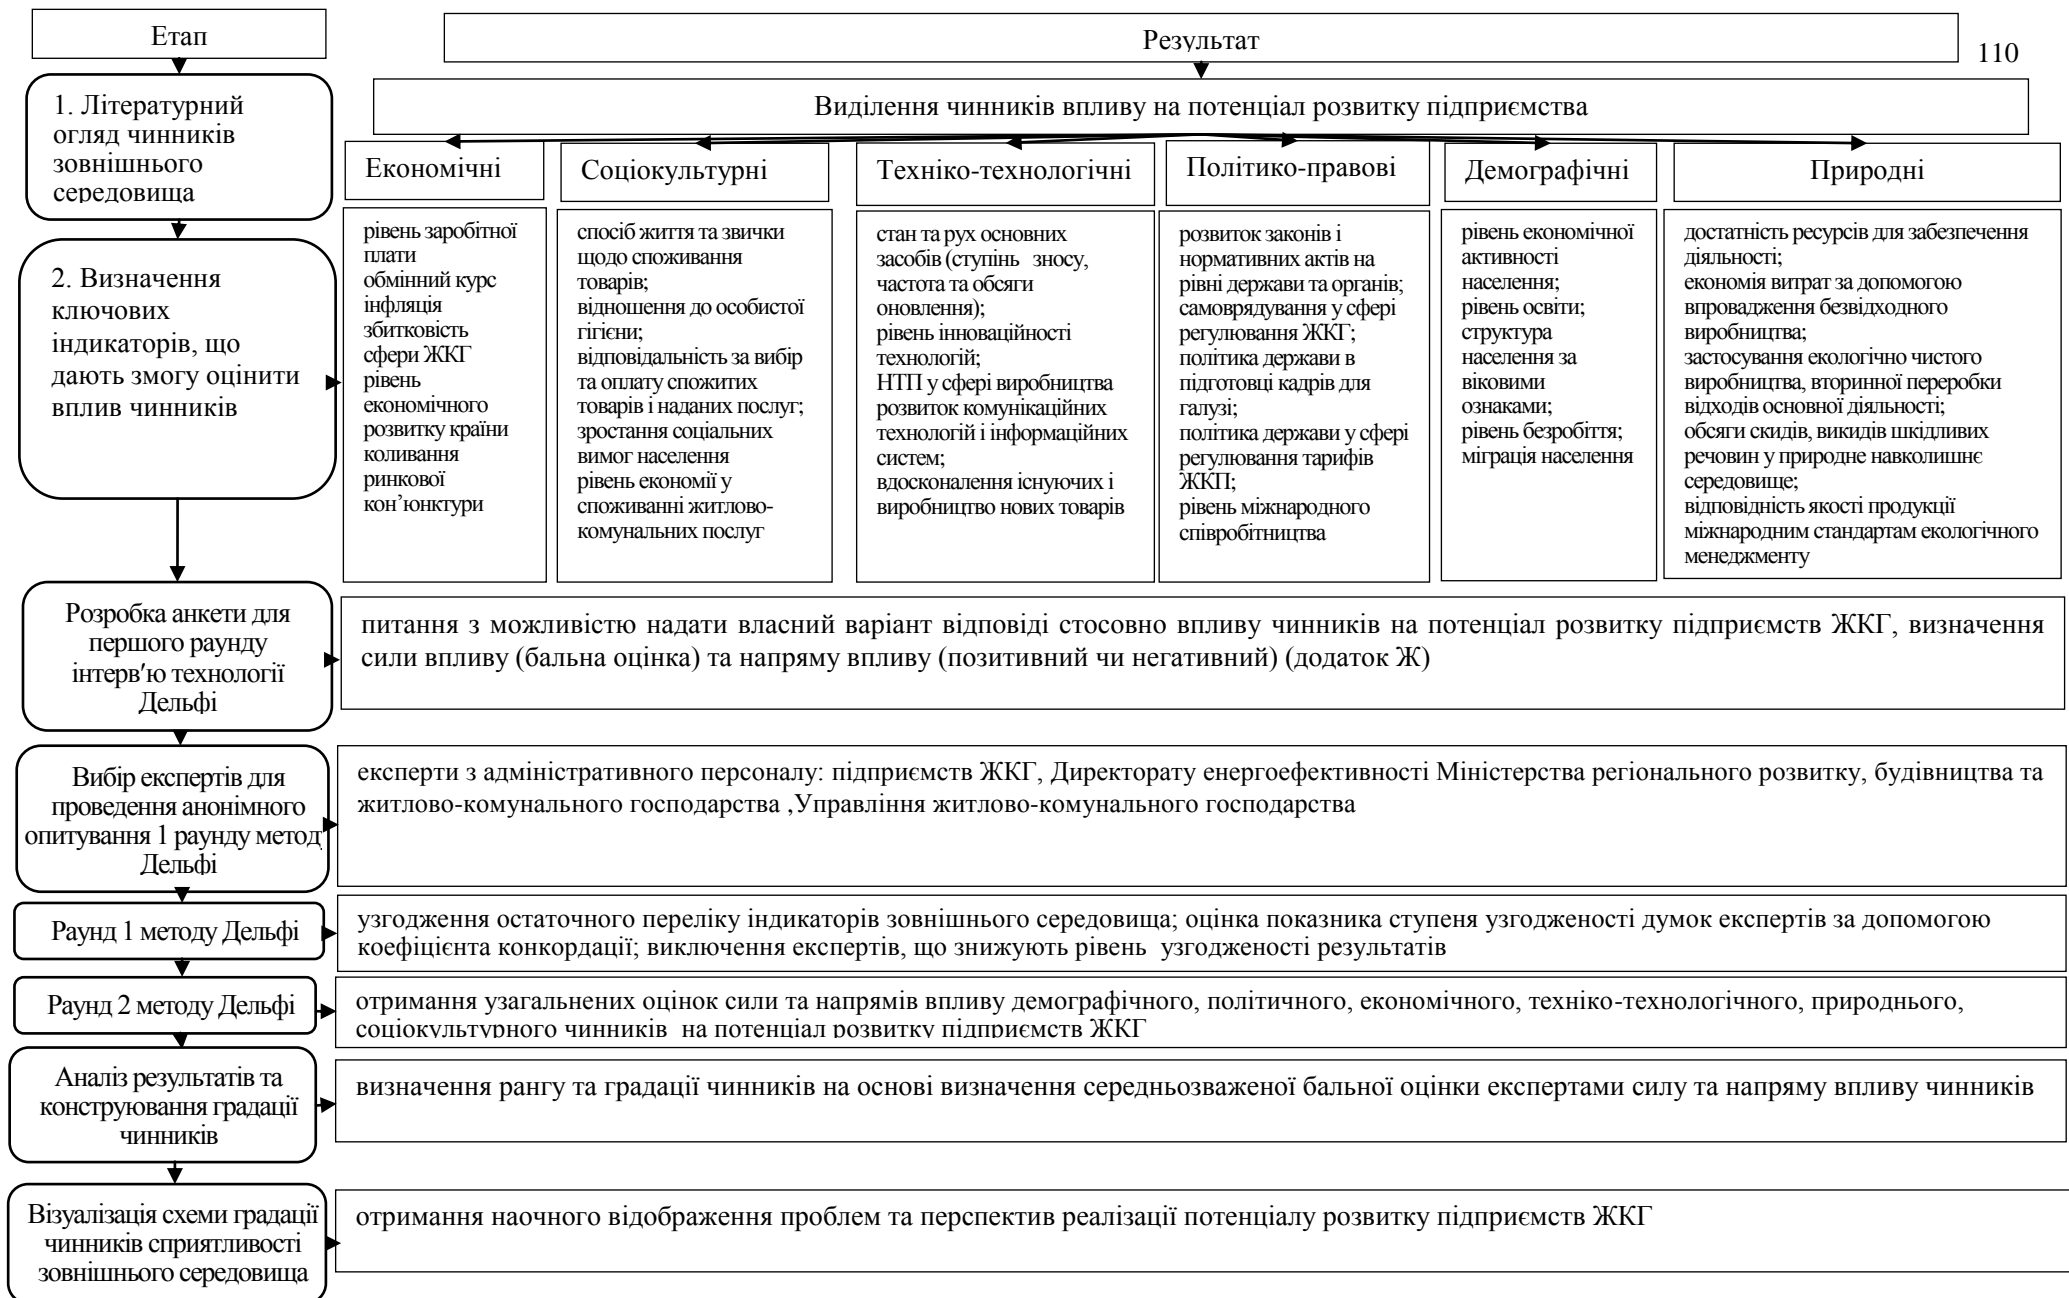 Етап
Результат
110
1. Літературний
огляд чинників
зовнішнього
середовища
Виділення чинників впливу на потенціал розвитку підприємства
Економічні
Соціокультурні
Техніко-технологічні
Політико-правові
Демографічні
Природні
2. Визначення
ключових
індикаторів, що
дають змогу оцінити
вплив чинників
рівень заробітної
плати
обмінний курс
інфляція
збитковість
сфери ЖКГ
рівень
економічного
розвитку країни
коливання
ринкової
кон’юнктури
спосіб життя та звички
щодо споживання
товарів;
відношення до особистої
гігієни;
відповідальність за вибір
та оплату спожитих
товарів і наданих послуг;
зростання соціальних
вимог населення
рівень економії у
споживанні житлово-
комунальних послуг
стан та рух основних
засобів (ступінь зносу,
частота та обсяги
оновлення);
рівень інноваційності
технологій;
НТП у сфері виробництва
розвиток комунікаційних
технологій і інформаційних
систем;
вдосконалення існуючих і
виробництво нових товарів
розвиток законів і
нормативних актів на
рівні держави та органів;
самоврядування у сфері
регулювання ЖКГ;
політика держави в
підготовці кадрів для
галузі;
політика держави у сфері
регулювання тарифів
ЖКП;
рівень міжнародного
співробітництва
рівень економічної
активності
населення;
рівень освіти;
структура
населення за
віковими
ознаками;
рівень безробіття;
міграція населення
достатність ресурсів для забезпечення
діяльності;
економія витрат за допомогою
впровадження безвідходного
виробництва;
застосування екологічно чистого
виробництва, вторинної переробки
відходів основної діяльності;
обсяги скидів, викидів шкідливих
речовин у природне навколишнє
середовище;
відповідність якості продукції
міжнародним стандартам екологічного
менеджменту
Розробка анкети для
першого раунду
інтерв'ю технології
Дельфі
питання з можливістю надати власний варіант відповіді стосовно впливу чинників на потенціал розвитку підприємств ЖКГ, визначення
сили впливу (бальна оцінка) та напряму впливу (позитивний чи негативний) (додаток Ж)
Вибір експертів для
проведення анонімного
опитування 1 раунду метод
Дельфі
експерти з адміністративного персоналу: підприємств ЖКГ, Директорату енергоефективності Міністерства регіонального розвитку, будівництва та
житлово-комунального господарства ,Управління житлово-комунального господарства
Раунд 1 методу Дельфі
узгодження остаточного переліку індикаторів зовнішнього середовища; оцінка показника ступеня узгодженості думок експертів за допомогою
коефіцієнта конкордації; виключення експертів, що знижують рівень узгодженості результатів
Раунд 2 методу Дельфі
отримання узагальнених оцінок сили та напрямів впливу демографічного, політичного, економічного, техніко-технологічного, природнього,
соціокультурного чинників на потенціал розвитку підприємств ЖКГ
Аналіз результатів та
конструювання градації
чинників
визначення рангу та градації чинників на основі визначення середньозваженої бальної оцінки експертами силу та напряму впливу чинників
Візуалізація схеми градації
чинників сприятливості
зовнішнього середовища
отримання наочного відображення проблем та перспектив реалізації потенціалу розвитку підприємств ЖКГ